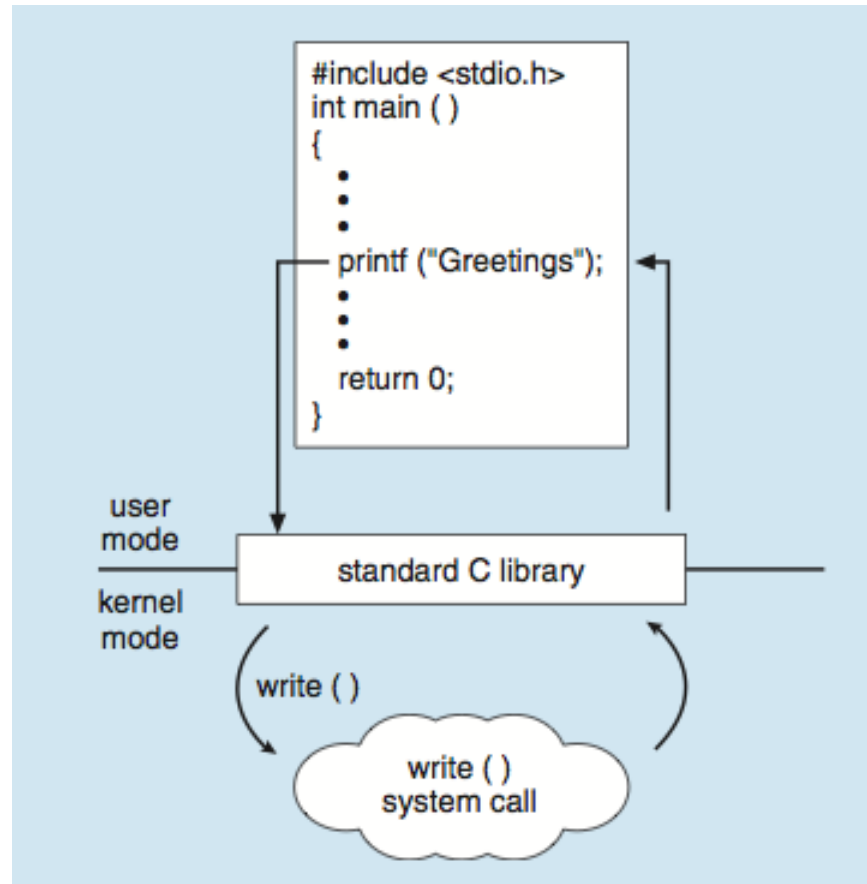 #include <stdio.h>
int main ( )
{
•
•
•
printf ("Greetings");
•
•
•
return 0;
}
user
mode
standard C library
kernel
mode
write ( )
write ( )
system call